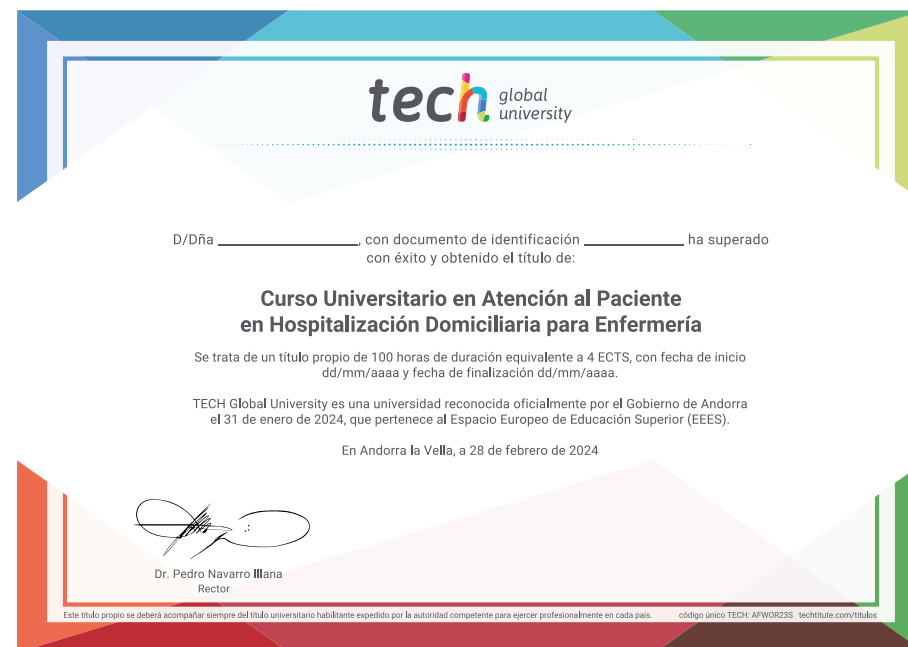 tech global
university
D/Dña ____________, con documento de identificación ____________ ha superado
con éxito y obtenido el título de:
Curso Universitario en Atención al Paciente
en Hospitalización Domiciliaria para Enfermería
Se trata de un título propio de 100 horas de duración equivalente a 4 ECTS, con fecha de inicio
dd/mm/aaaa y fecha de finalización dd/mm/aaaa.
TECH Global University es una universidad reconocida oficialmente por el Gobierno de Andorra
el 31 de enero de 2024, que pertenece al Espacio Europeo de Educación Superior (EEES).
En Andorra la Vella, a 28 de febrero de 2024
Dr. Pedro Navarro Illana
Rector
Este título propio se deberá acompañar siempre del título universitario habilitante expedido por la autoridad competente para ejercer profesionalmente en cada país. código único TECH: AFWOR23S techtitute.com/titulos